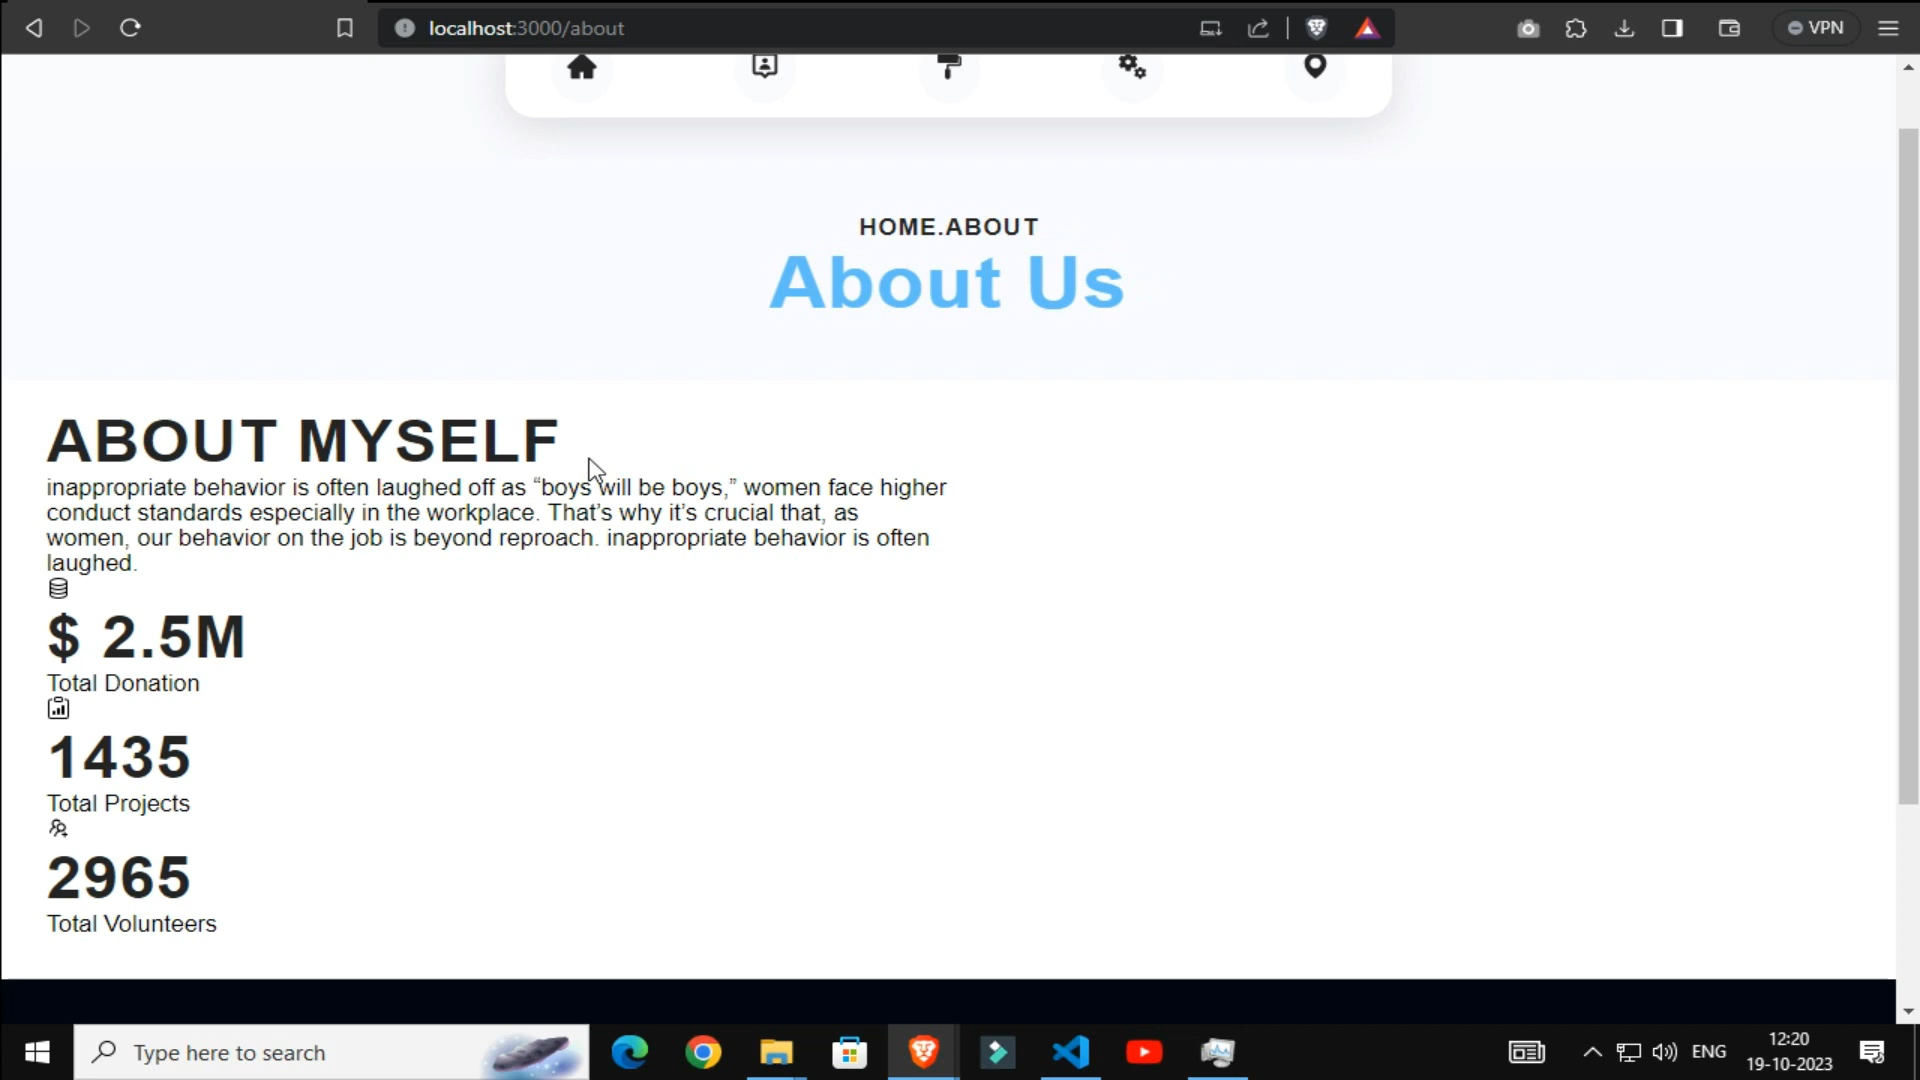 localhost:3000/about
VPN
HOME.ABOUT
About Us
ABOUT MYSELF
inappropriate behavior is often laughed off as “boys will be boys,” women face higher
conduct standards especially in the workplace. That’s why it’s crucial that, as
women, our behavior on the job is beyond reproach. inappropriate behavior is often
laughed.
$ 2.5M
Total Donation
1435
Total Projects
2965
Total Volunteers
Type here to search
ENG
12:20
19-10-2023